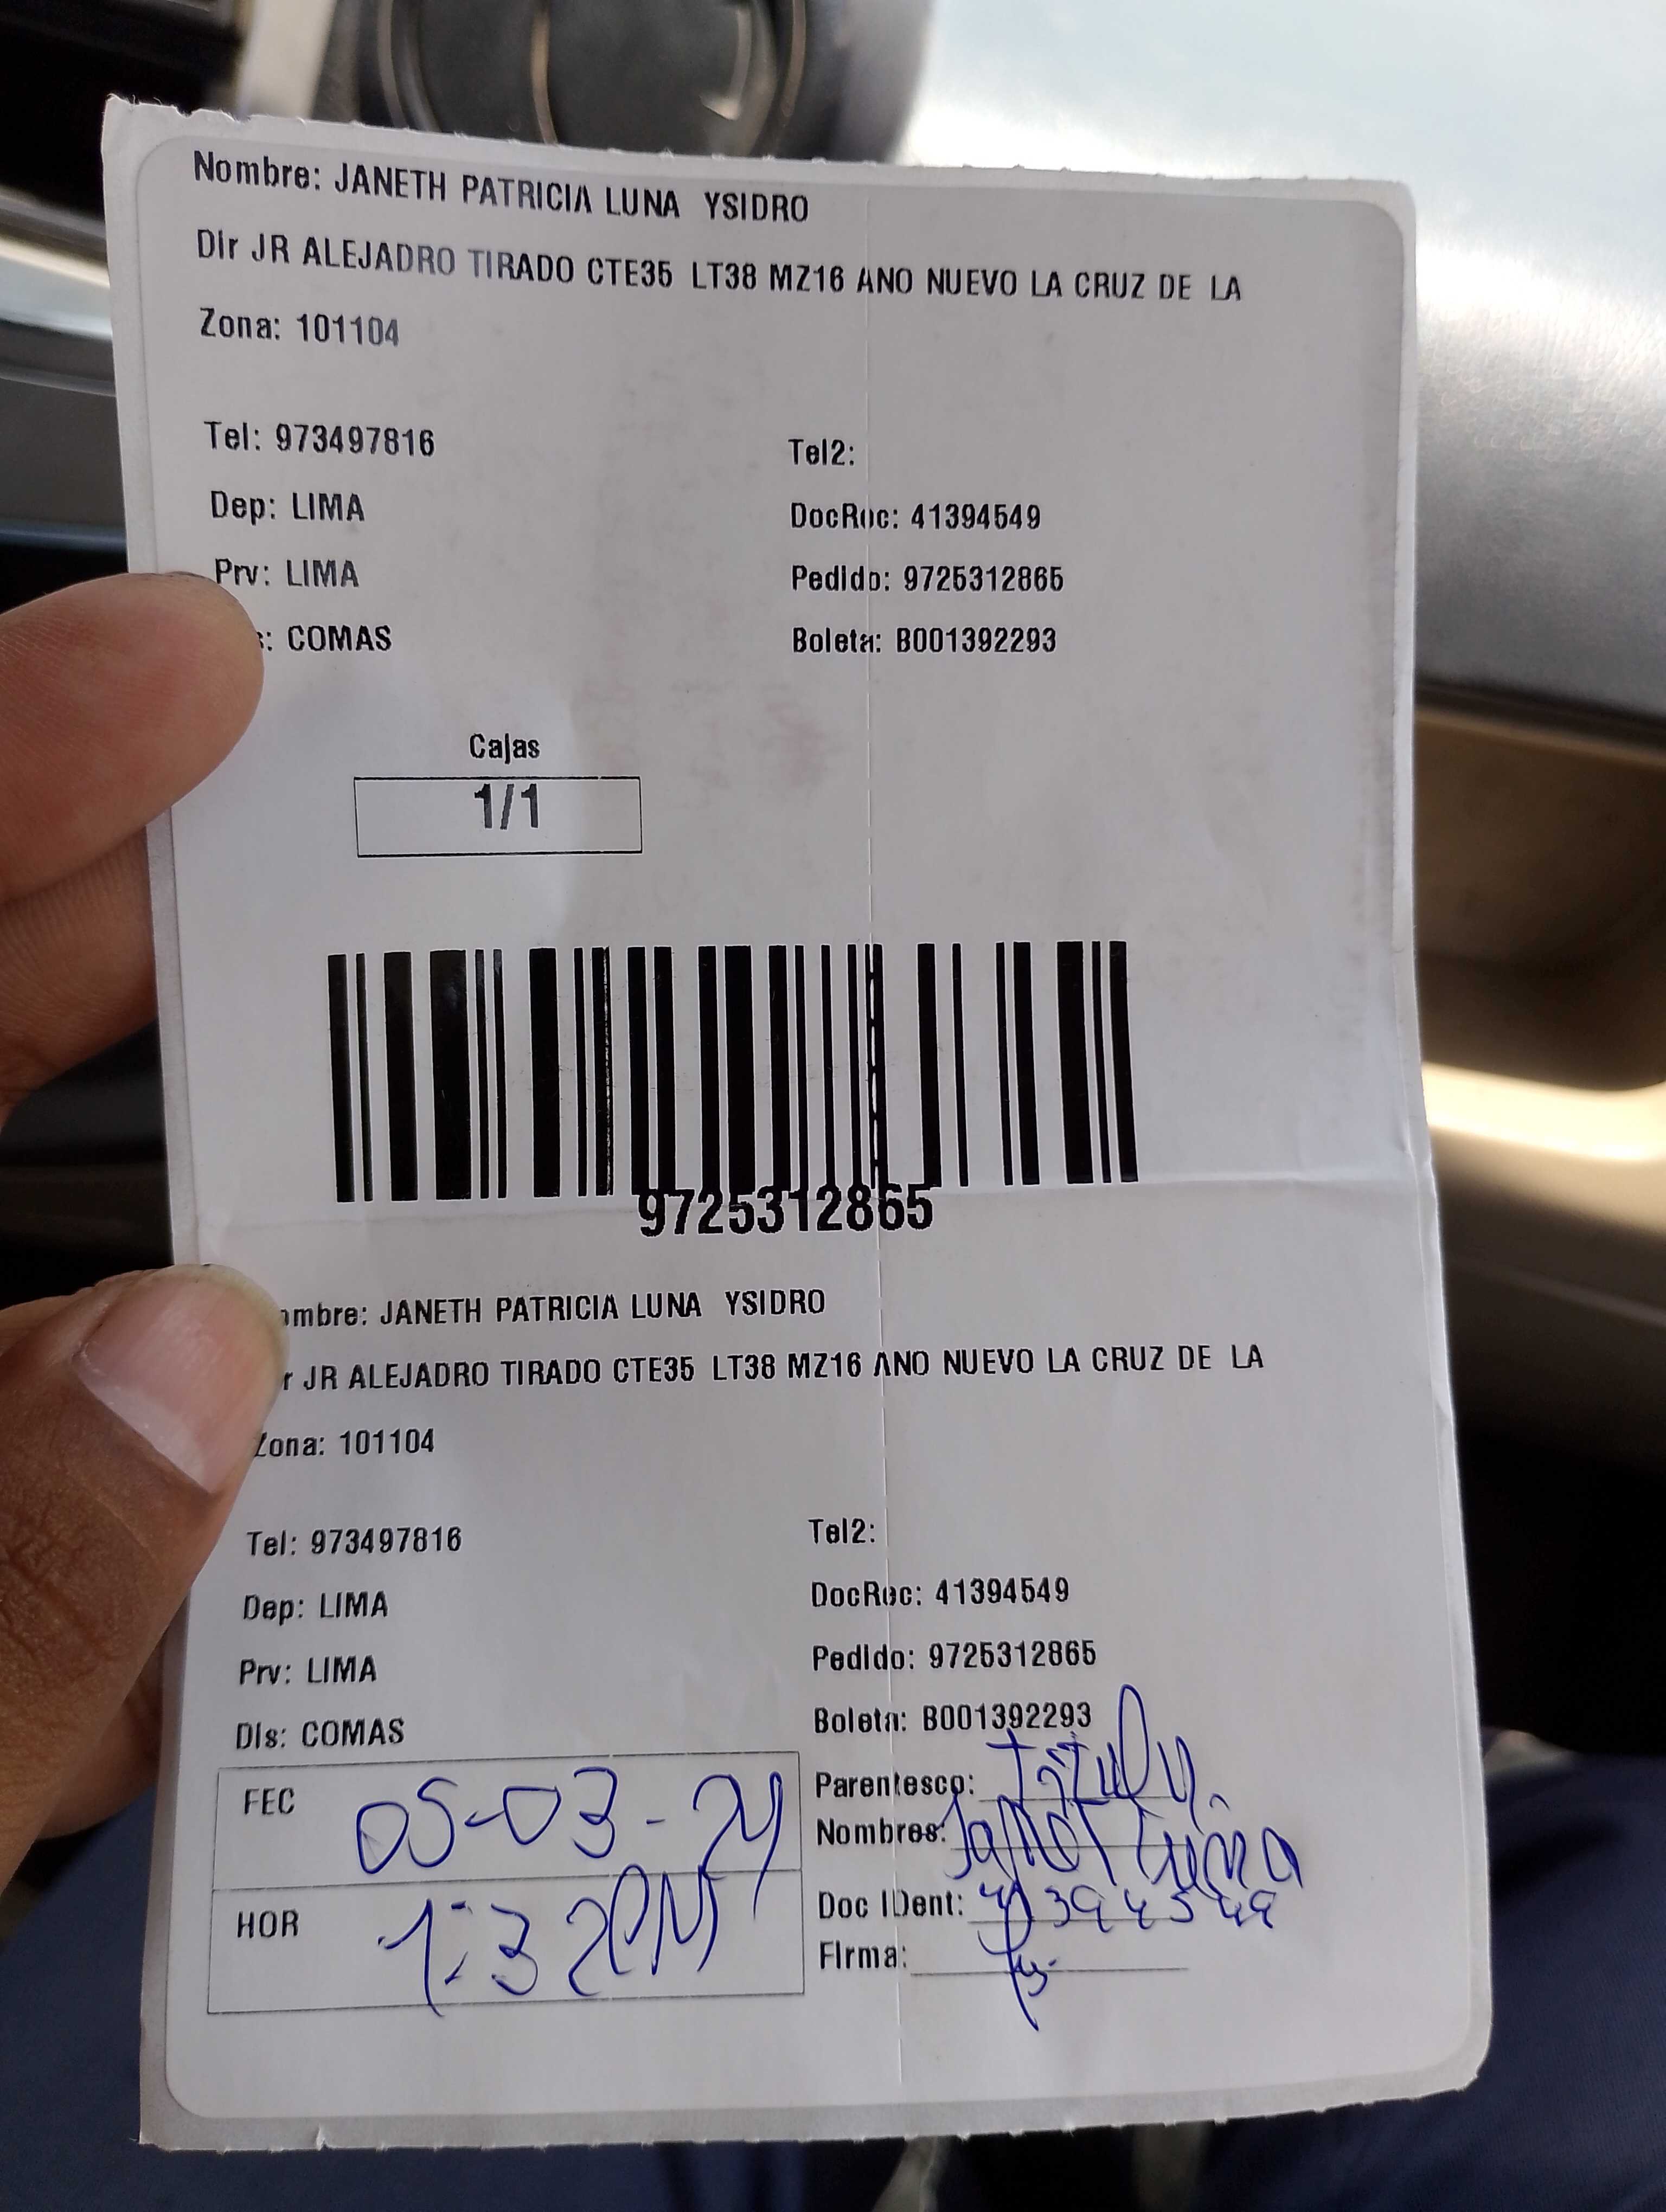 Nombre: JANETH PATRICIA LUNA YSIDRO
Dir JR ALEJADRO TIRADO CTE35 LT38 MZ16 ANO NUEVO LA CRUZ DE LA
Zona: 101104
Tel: 973497816 Tel2:
Dep: LIMA DocRec: 41394549
Prv: LIMA Pedido: 9725312865
s: COMAS Boleta: B001392293
Cajas
1/1
9725312865
ombre: JANETH PATRICIA LUNA YSIDRO
r JR ALEJADRO TIRADO CTE35 LT38 MZ16 ANO NUEVO LA CRUZ DE LA
Zona: 101104
Tel: 973497816 Tel2:
Dep: LIMA DocRec: 41394549
Prv: LIMA Pedido: 9725312865
Dis: COMAS Boleta: B001392293
FEC 05-03-24 Parentesco:
Nombres: Janet Luna
HOR 1:32PM Doc IDent: 41394549
Firma: